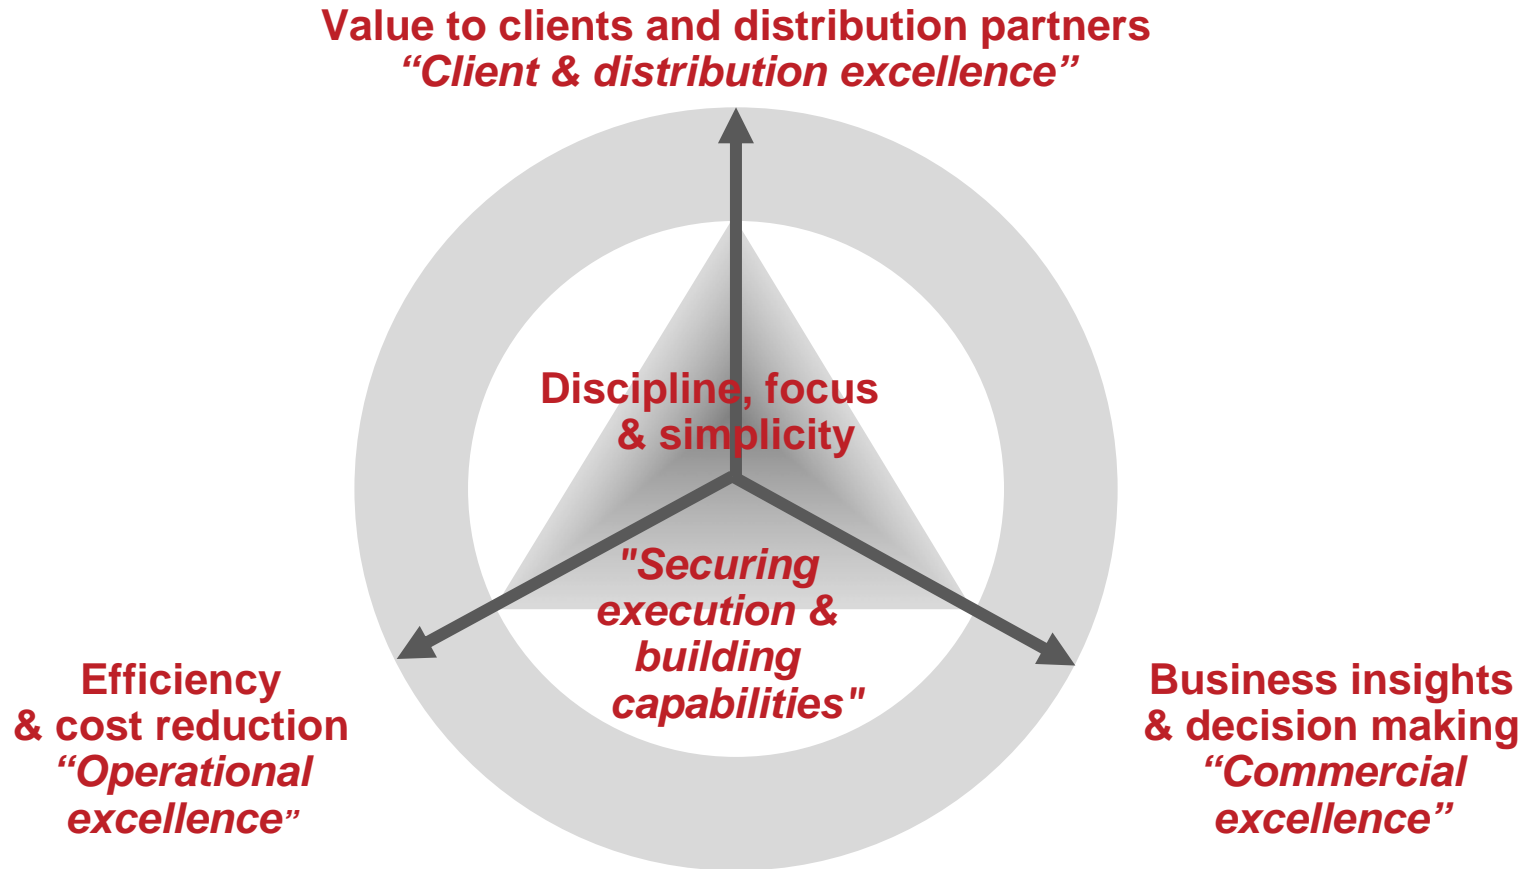 Value to clients and distribution partners
“Client & distribution excellence”
Discipline, focus
& simplicity
"Securing
execution &
building
capabilities"
Efficiency
& cost reduction
“Operational
excellence”
Business insights
& decision making
“Commercial
excellence”